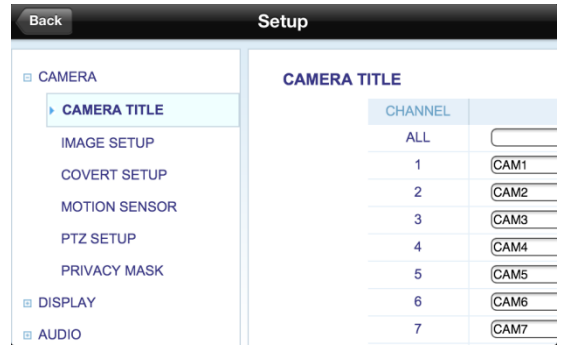 Back Setup
CAMERA
CAMERA TITLE
IMAGE SETUP
COVERT SETUP
MOTION SENSOR
PTZ SETUP
PRIVACY MASK
DISPLAY
AUDIO
CAMERA TITLE
CHANNEL
ALL
1 CAM1
2 CAM2
3 CAM3
4 CAM4
5 CAM5
6 CAM6
7 CAM7